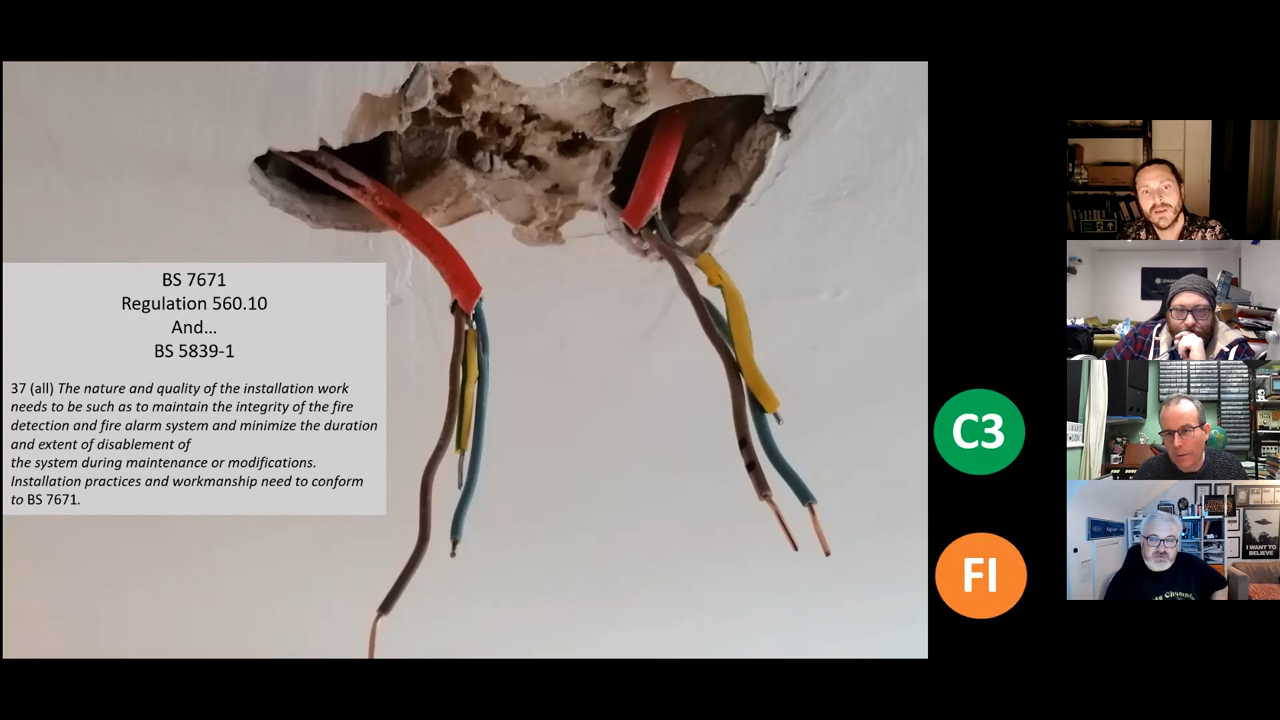 BS 7671
Regulation 560.10
And...
BS 5839-1
37 (all) The nature and quality of the installation work
needs to be such as to maintain the integrity of the fire
detection and fire alarm system and minimize the duration
and extent of disablement of
the system during maintenance or modifications.
Installation practices and workmanship need to conform
to BS 7671.
C3
FI
I WANT TO
BELIEVE